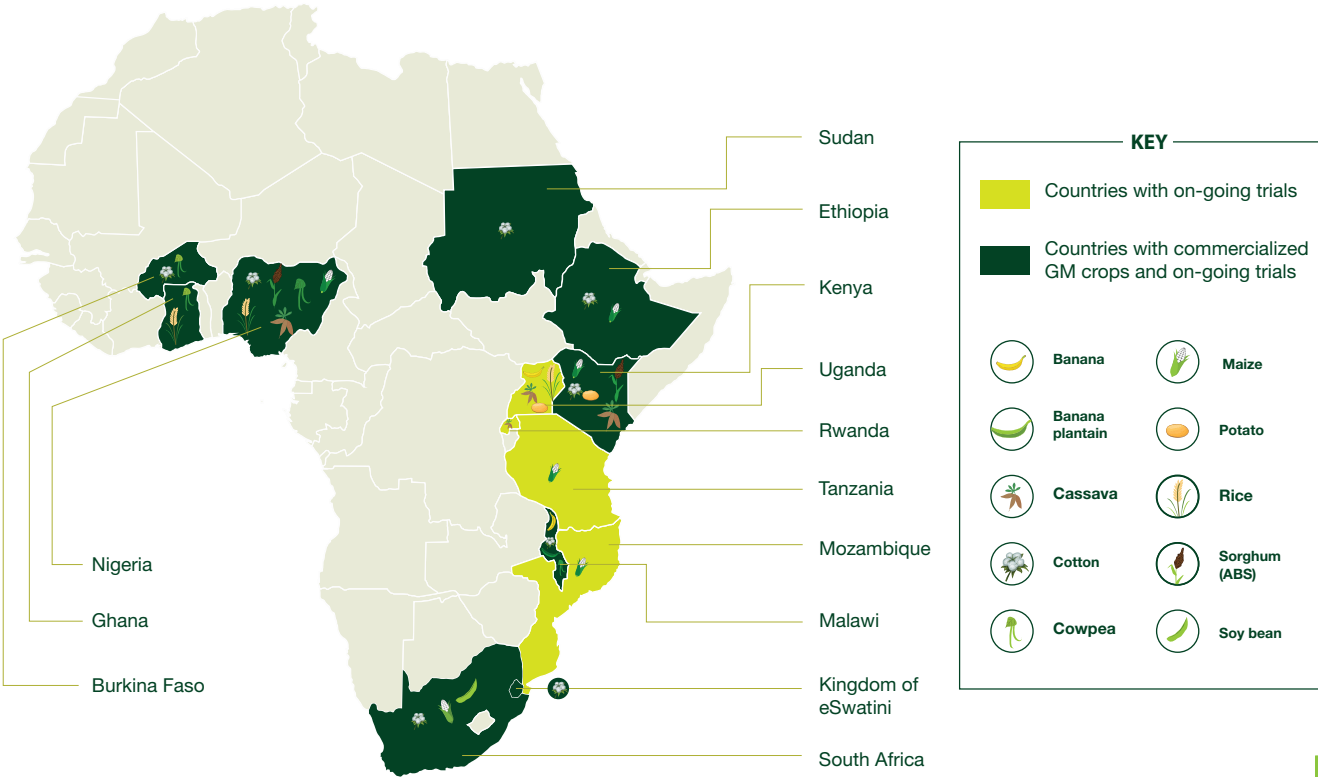 Sudan
Ethiopia
Kenya
Uganda
Rwanda
Tanzania
Mozambique
Malawi
Kingdom of
eSwatini
South Africa
Nigeria
Ghana
Burkina Faso
KEY
Countries with on-going trials
Countries with commercialized
GM crops and on-going trials
Banana
Maize
Banana
plantain
Potato
Cassava
Rice
Cotton
Sorghum
(ABS)
Cowpea
Soy bean